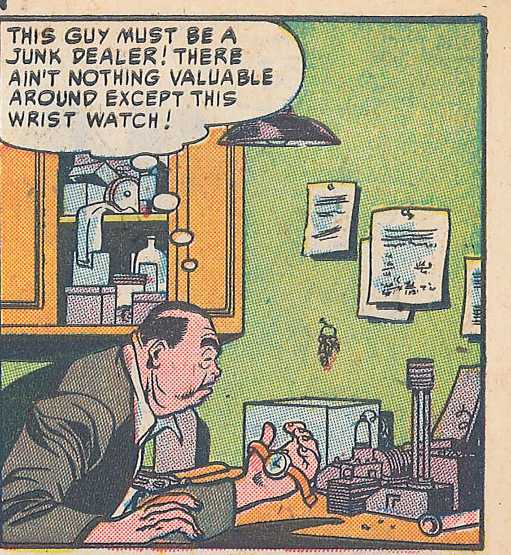 THIS GUY MUST BE A
JUNK DEALER! THERE
AIN'T NOTHING VALUABLE
AROUND EXCEPT THIS
WRIST WATCH!